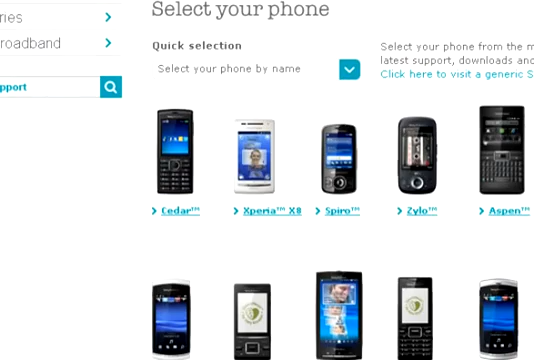 Select your phone
ries
roadband
Quick selection
Select your phone by name
Select your phone from the m
latest support, downloads and
Click here to visit a generic S
pport
Cedar™
Xperia™ X8
Spiro™
Zylo™
Aspen™